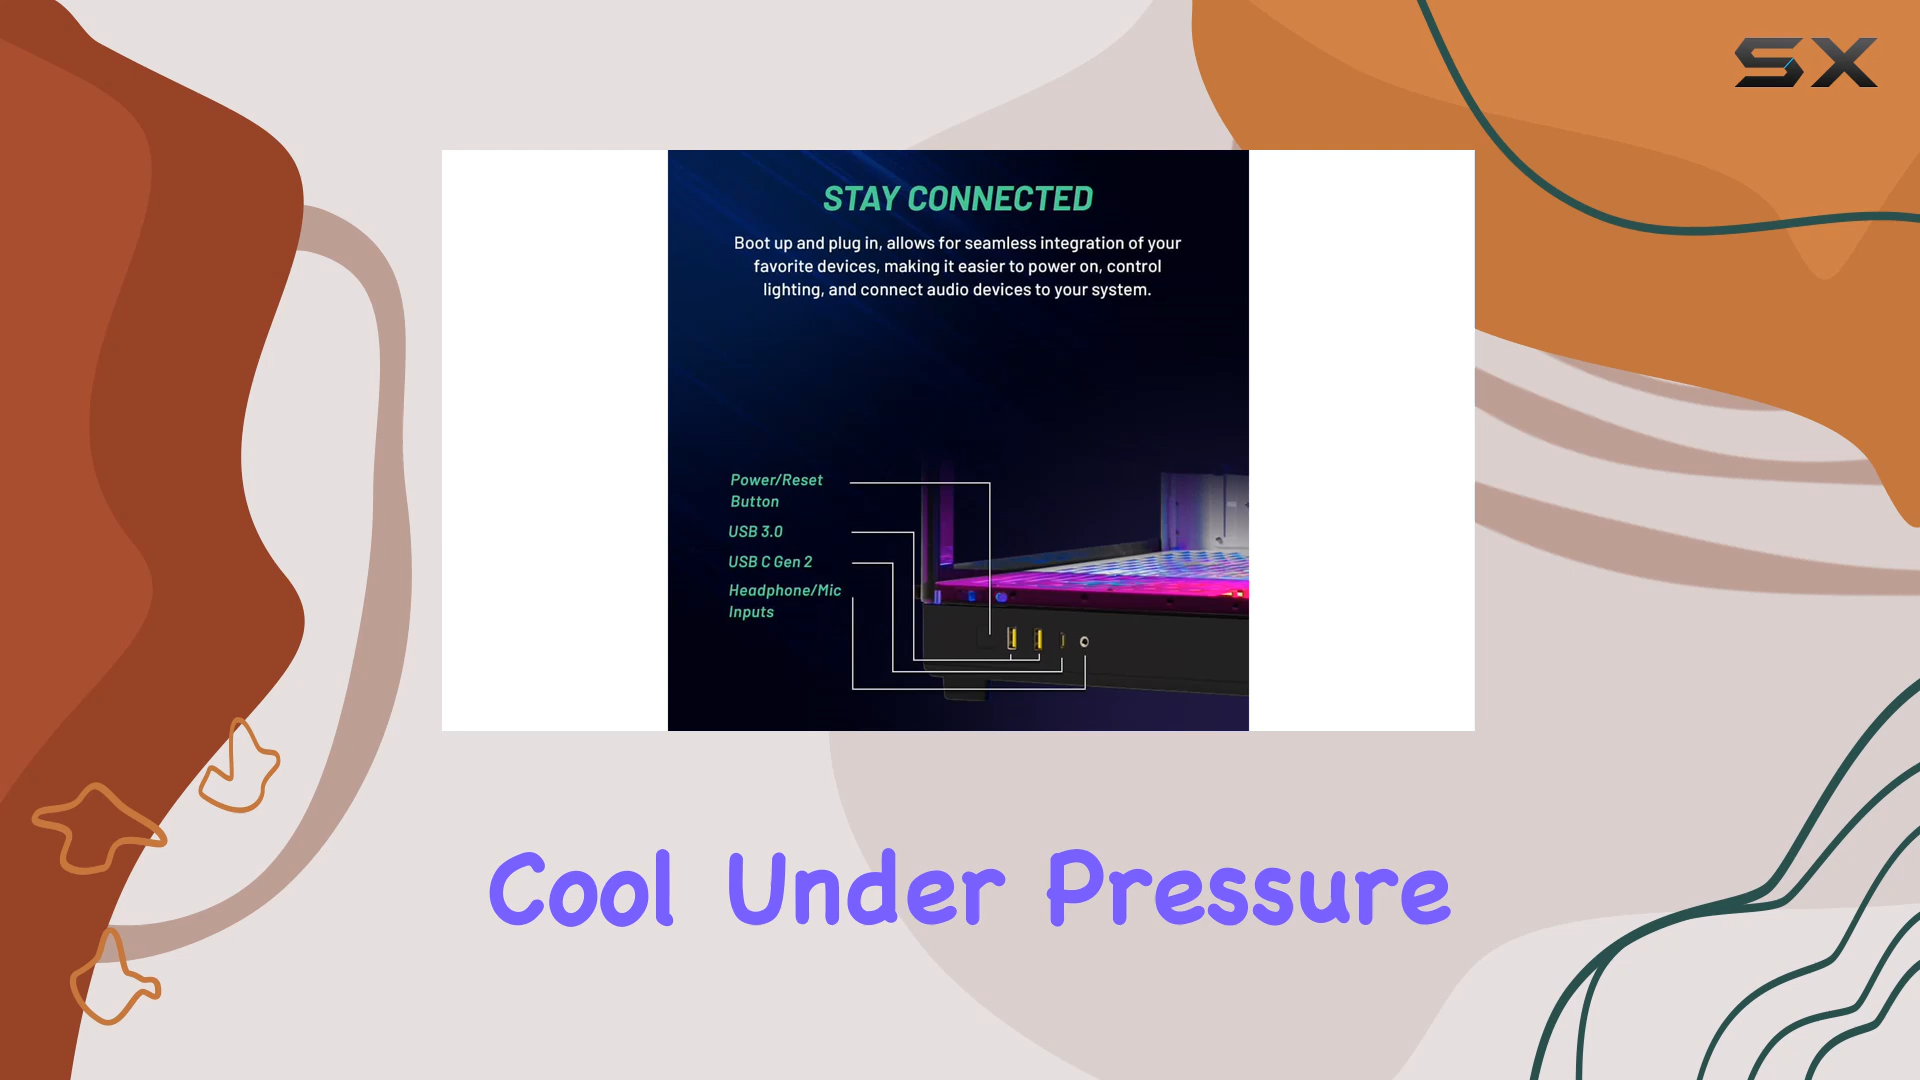 SX
STAY CONNECTED
Boot up and plug in, allows for seamless integration of your
favorite devices, making it easier to power on, control
lighting, and connect audio devices to your system.
Power/Reset
Button
USB 3.0
USB C Gen 2
Headphone/Mic
Inputs
Cool Under Pressure